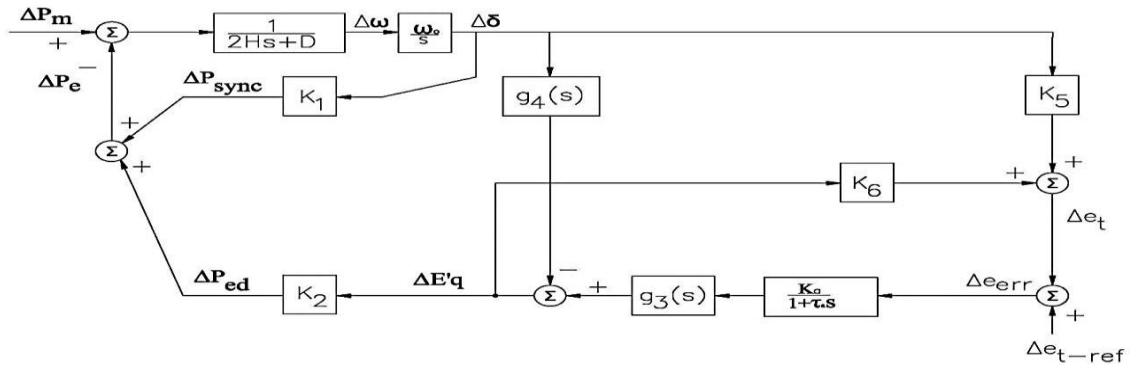 ΔPm
+
Σ
1
2Hs+D
Δω
ω₀
s
Δδ
ΔPe
−
ΔPsync
K1
g4(s)
K5
+
+
Σ
+
+
Σ
K6
Δet
ΔPed
K2
ΔE'q
−
Σ
+
g3(s)
Ka
1+τaS
Δeerr
Σ
+
Δet−ref